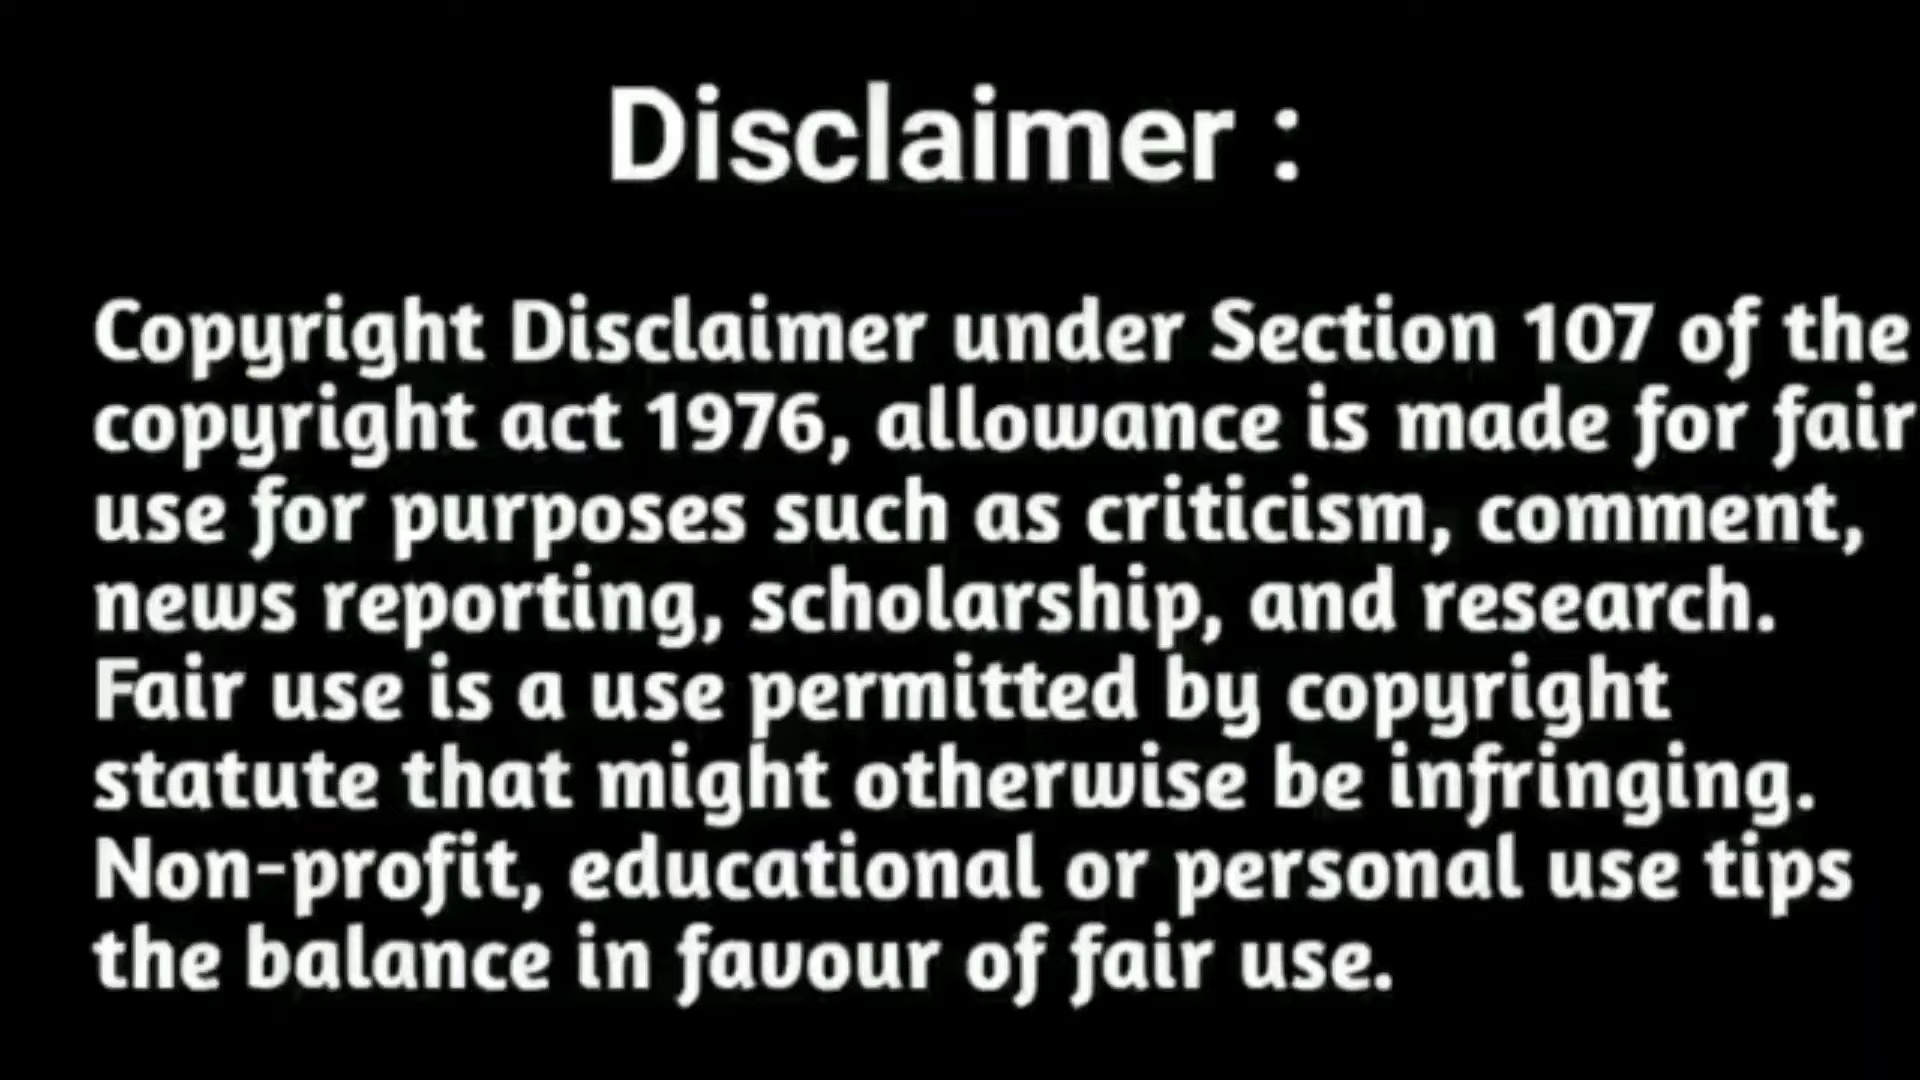 Disclaimer :
Copyright Disclaimer under Section 107 of the
copyright act 1976, allowance is made for fair
use for purposes such as criticism, comment,
news reporting, scholarship, and research.
Fair use is a use permitted by copyright
statute that might otherwise be infringing.
Non-profit, educational or personal use tips
the balance in favour of fair use.